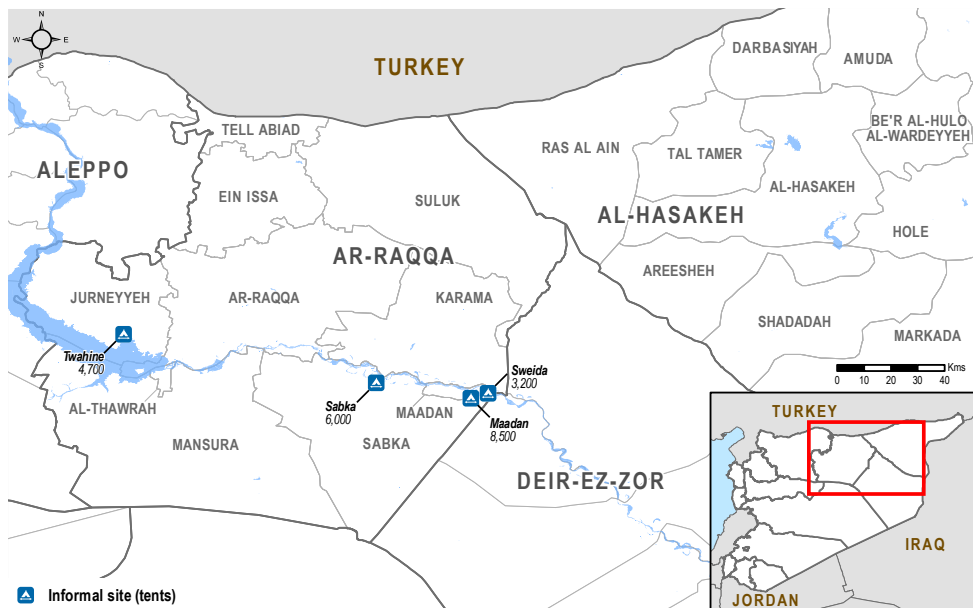 N
W
E
S
TURKEY
DARBASIYAH
AMUDA
TELL ABIAD
RAS AL AIN
TAL TAMER
BE'R AL-HULO
AL-WARDEYYEH
ALEPPO
EIN ISSA
SULUK
AL-HASAKEH
AL-HASAKEH
HOLE
AR-RAQQA
AREESHEH
JURNEYYEH
AR-RAQQA
KARAMA
SHADADAH
MARKADA
Twahine
4,700
Sweida
3,200
Kms
0 10 20 30 40
AL-THAWRAH
Sabka
6,000
MAADAN
Maadan
8,500
MANSURA
SABKA
DEIR-EZ-ZOR
TURKEY
IRAQ
JORDAN
Informal site (tents)